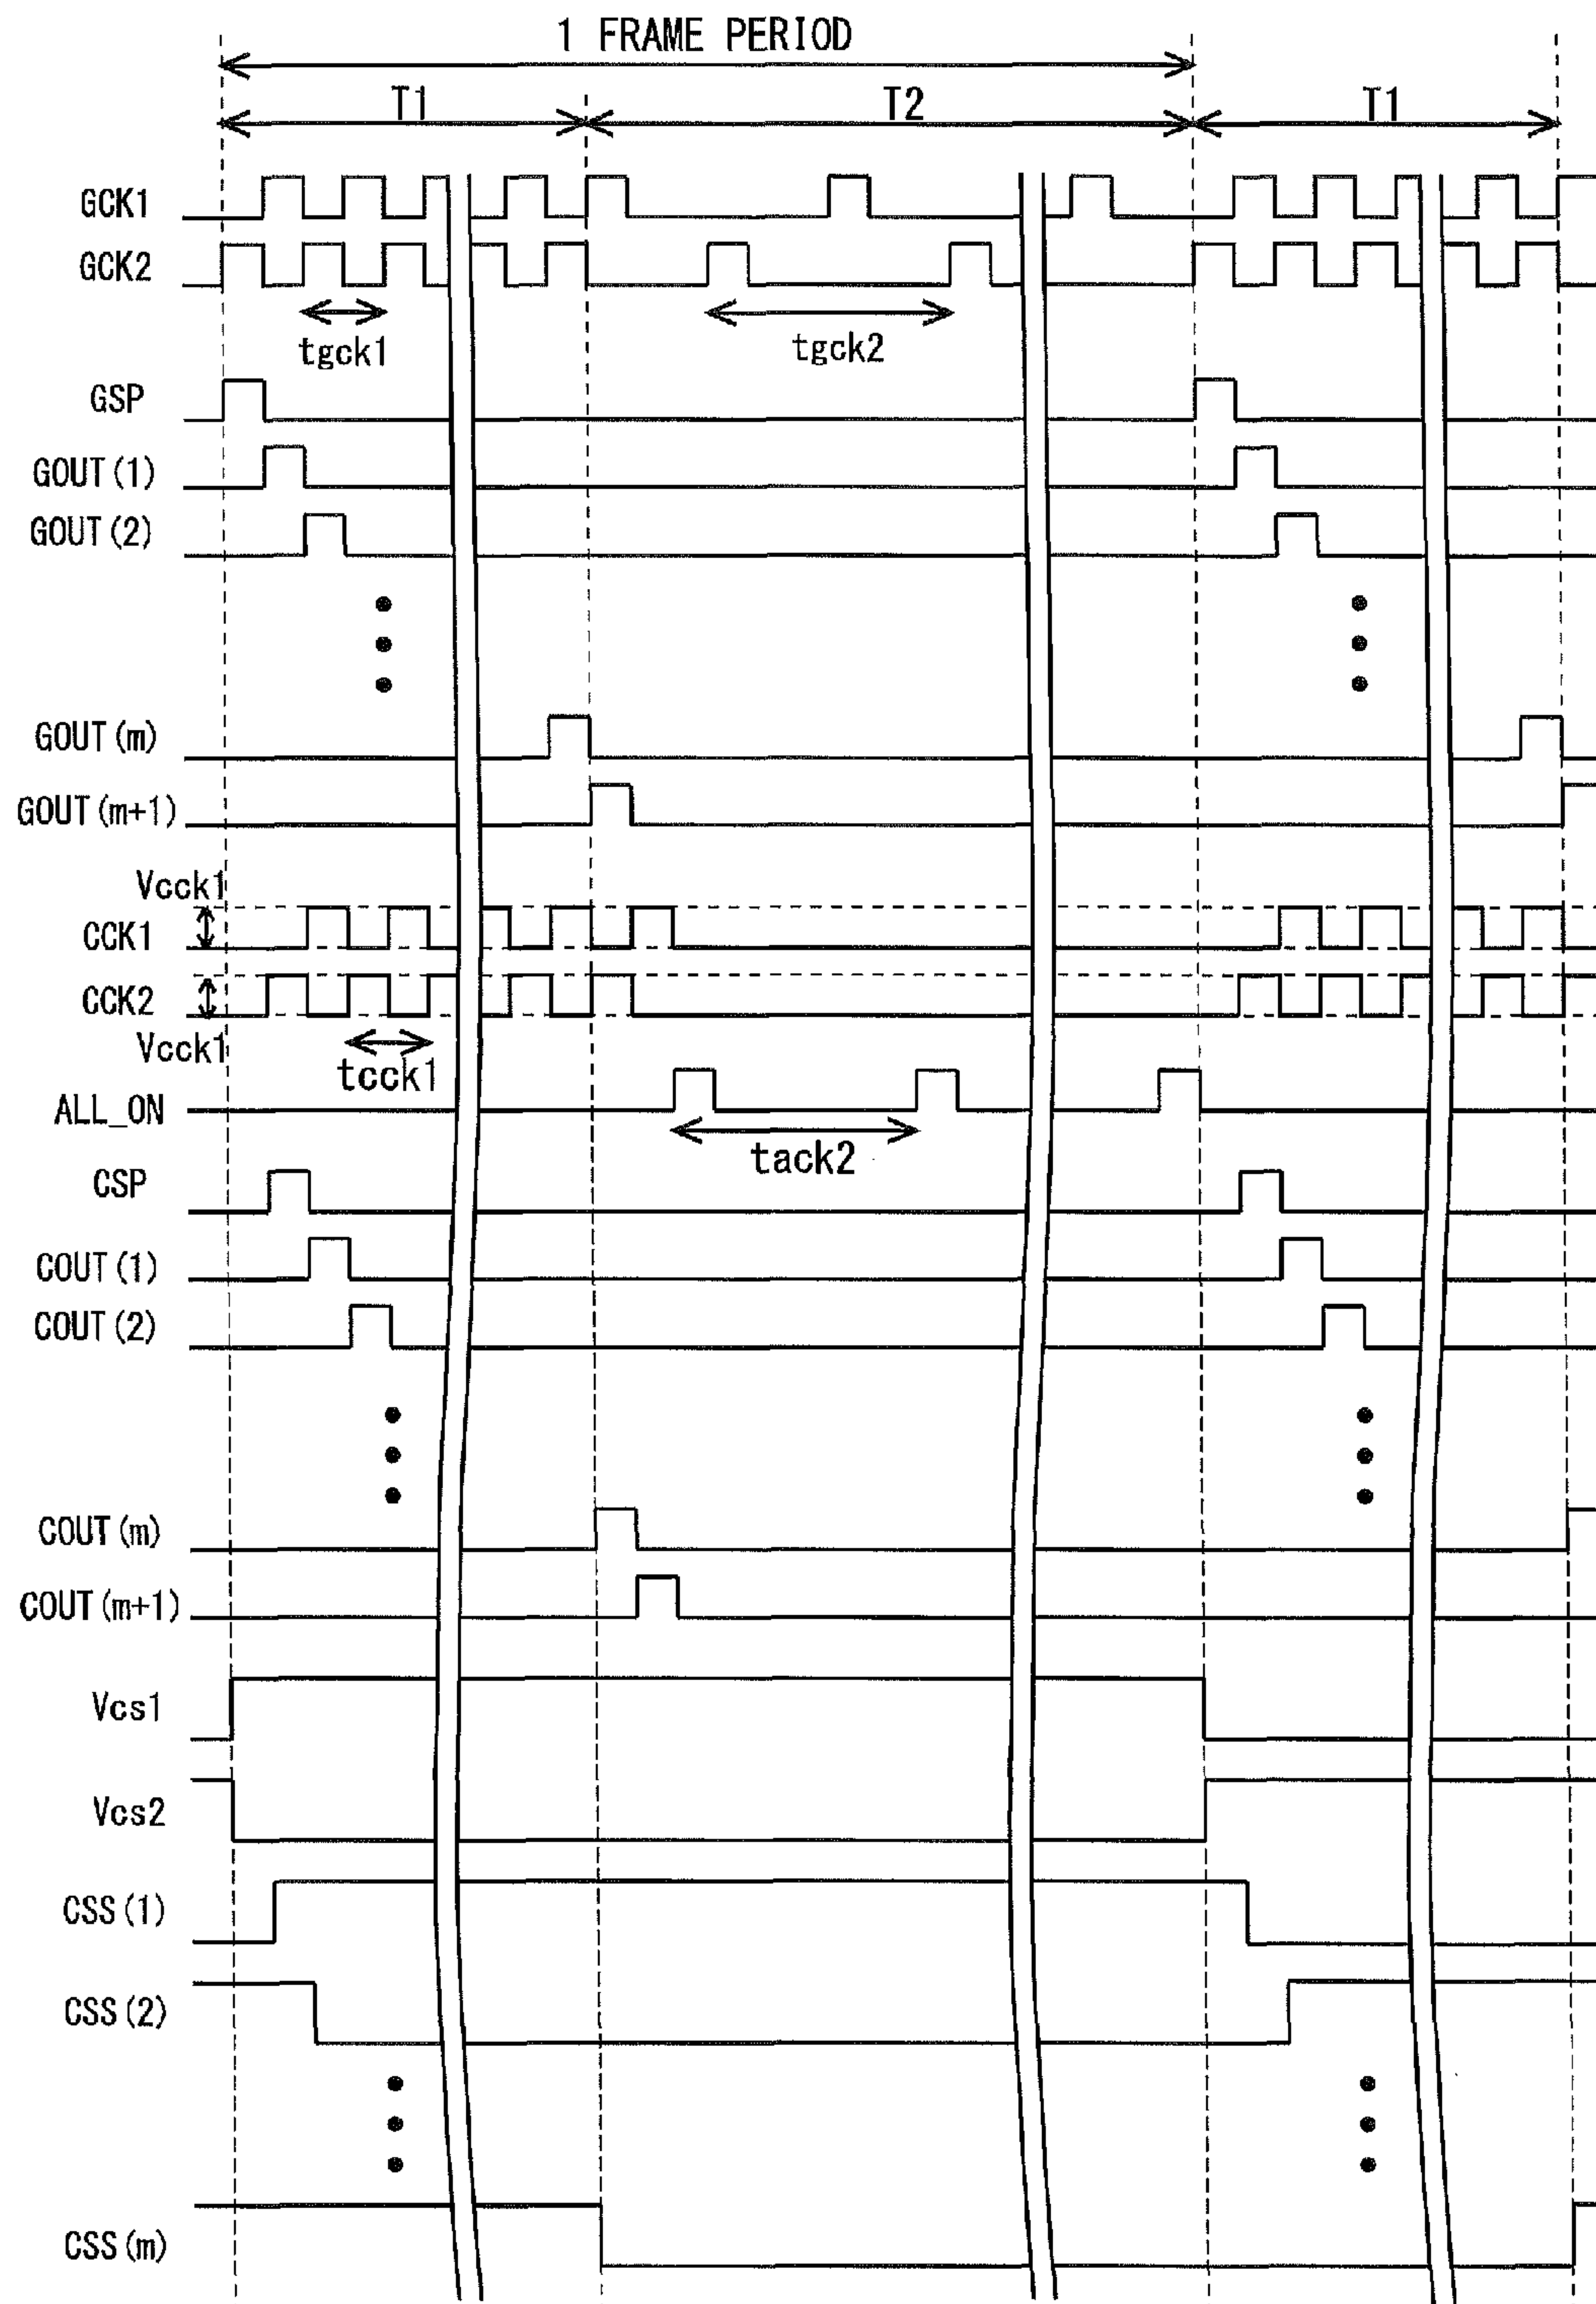 1 FRAME PERIOD
T1 T2 T1
GCK1
GCK2
tgck1 tgck2
GSP
GOUT(1)
GOUT(2)
GOUT(m)
GOUT(m+1)
Vcck1
CCK1
CCK2
Vcck1
tcck1
ALL_ON
tack2
CSP
COUT(1)
COUT(2)
COUT(m)
COUT(m+1)
Vcs1
Vcs2
CSS(1)
CSS(2)
CSS(m)